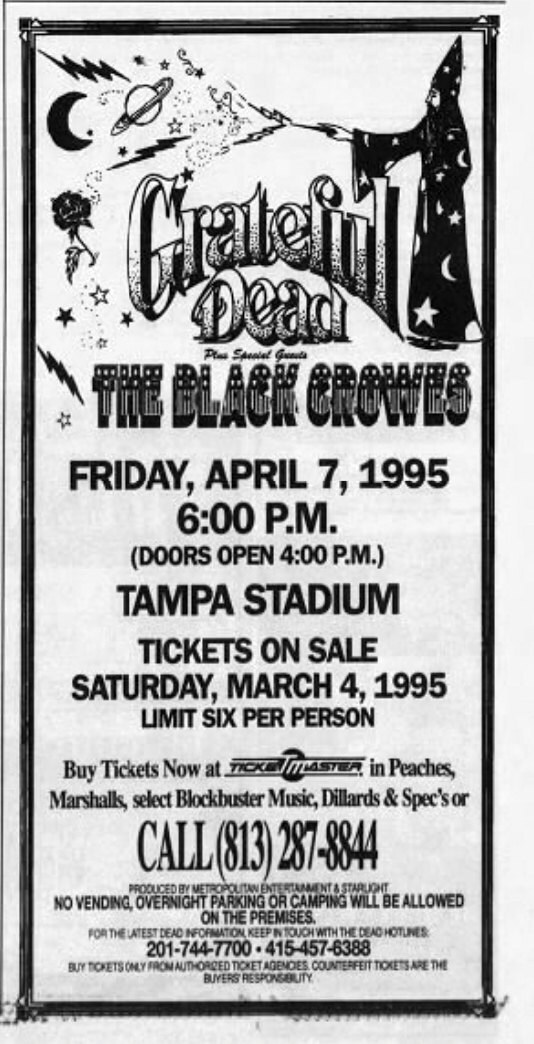 Grateful
Dead
Plus Special Guests
THE BLACK CROWES
FRIDAY, APRIL 7, 1995
6:00 P.M.
(DOORS OPEN 4:00 P.M.)
TAMPA STADIUM
TICKETS ON SALE
SATURDAY, MARCH 4, 1995
LIMIT SIX PER PERSON
Buy Tickets Now at TICKETMASTER in Peaches,
Marshalls, select Blockbuster Music, Dillards & Spec's or
CALL (813) 287-8844
PRODUCED BY METROPOLITAN ENTERTAINMENT & STARLIGHT
NO VENDING, OVERNIGHT PARKING OR CAMPING WILL BE ALLOWED
ON THE PREMISES.
FOR THE LATEST DEAD INFORMATION, KEEP IN TOUCH WITH THE DEAD HOTLINES:
201-744-7700 • 415-457-6388
BUY TICKETS ONLY FROM AUTHORIZED TICKET AGENCIES. COUNTERFEIT TICKETS ARE THE
BUYERS' RESPONSIBILITY.